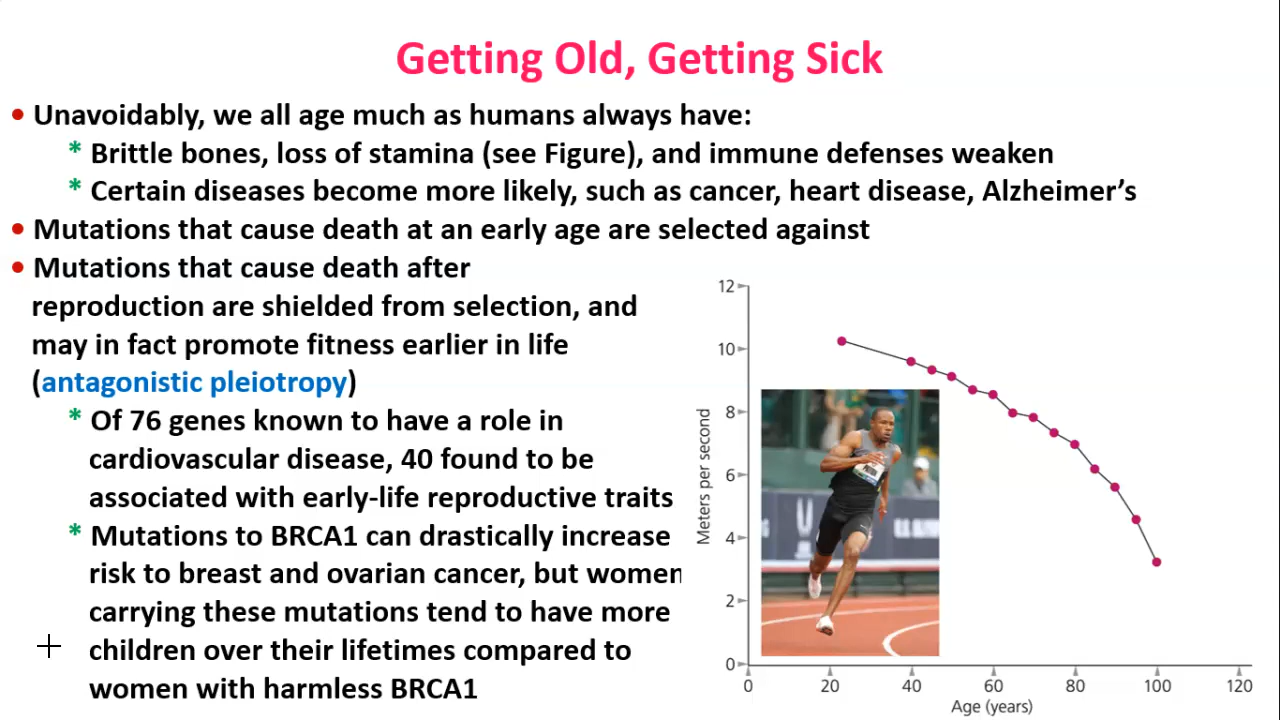 Getting Old, Getting Sick
• Unavoidably, we all age much as humans always have:
* Brittle bones, loss of stamina (see Figure), and immune defenses weaken
* Certain diseases become more likely, such as cancer, heart disease, Alzheimer’s
• Mutations that cause death at an early age are selected against
• Mutations that cause death after
reproduction are shielded from selection, and
may in fact promote fitness earlier in life
(antagonistic pleiotropy)
* Of 76 genes known to have a role in
cardiovascular disease, 40 found to be
associated with early-life reproductive traits
* Mutations to BRCA1 can drastically increase
risk to breast and ovarian cancer, but women
carrying these mutations tend to have more
children over their lifetimes compared to
women with harmless BRCA1
Meters per second
12
10
8
6
4
2
0
0 20 40 60 80 100 120
Age (years)